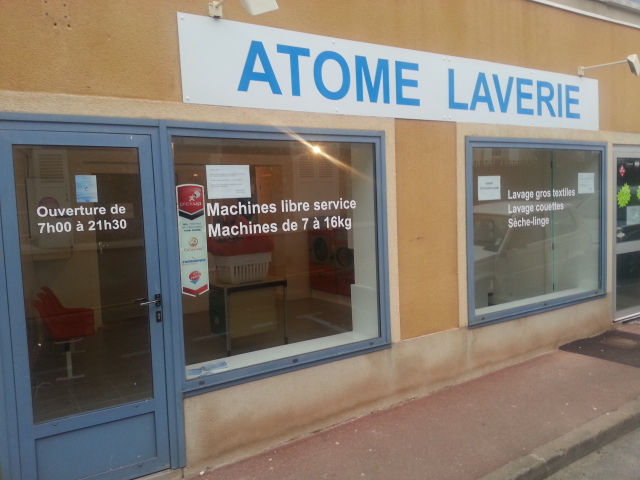 ATOME LAVERIE
Ouverture de
7h00 à 21h30
Machines libre service
Machines de 7 à 16kg
Lavage gros textiles
Lavage couettes
Sèche-linge